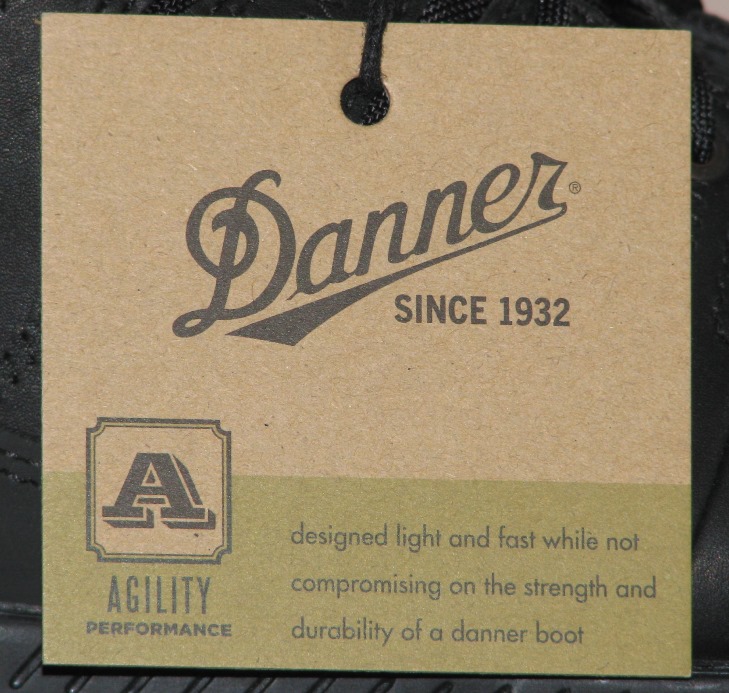 Danner®
SINCE 1932
A
AGILITY
PERFORMANCE
designed light and fast while not
compromising on the strength and
durability of a danner boot